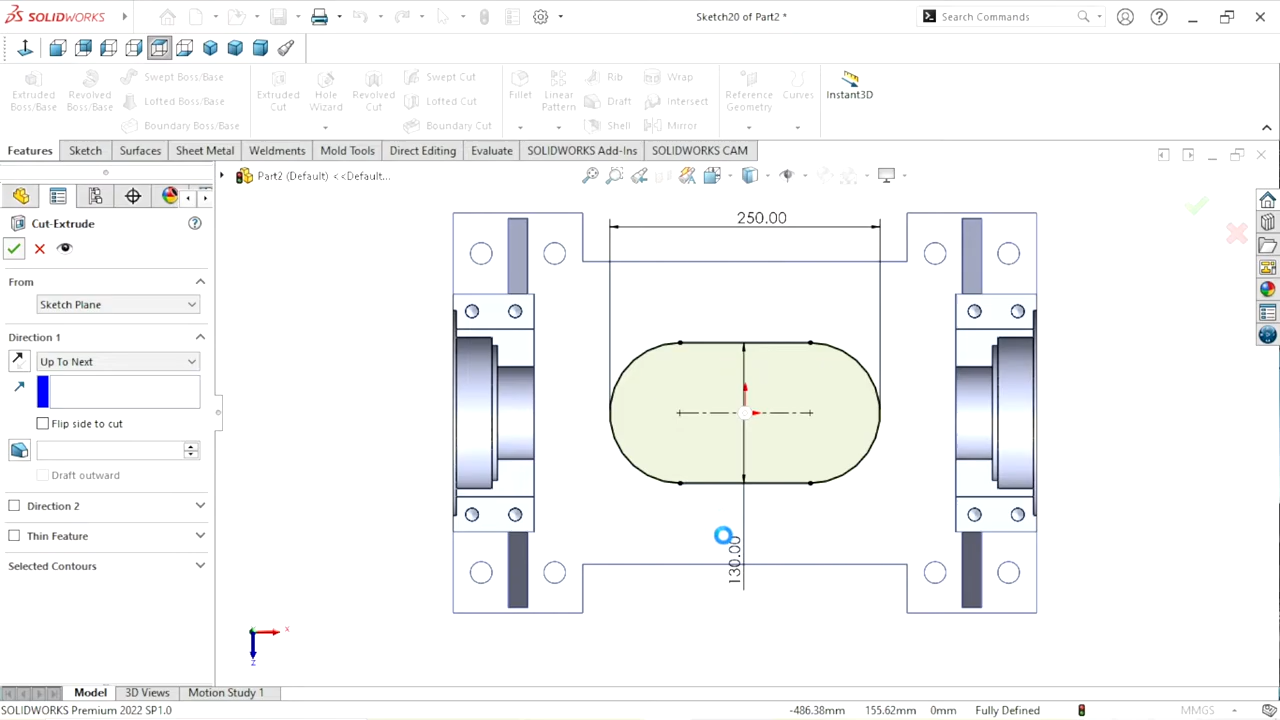 SOLIDWORKS
Sketch20 of Part2 *
Search Commands
Extruded Boss/Base
Revolved Boss/Base
Swept Boss/Base
Lofted Boss/Base
Boundary Boss/Base
Extruded Cut
Hole Wizard
Revolved Cut
Swept Cut
Lofted Cut
Boundary Cut
Fillet
Linear Pattern
Rib
Draft
Shell
Wrap
Intersect
Mirror
Reference Geometry
Curves
Instant3D
Features
Sketch
Surfaces
Sheet Metal
Weldments
Mold Tools
Direct Editing
Evaluate
SOLIDWORKS Add-Ins
SOLIDWORKS CAM
Part2 (Default) <<Default...
Cut-Extrude
From
Sketch Plane
Direction 1
Up To Next
Flip side to cut
Draft outward
Direction 2
Thin Feature
Selected Contours
250.00
130.00
X
Z
Model
3D Views
Motion Study 1
SOLIDWORKS Premium 2022 SP1.0
-486.38mm
155.62mm
0mm
Fully Defined
MMGS